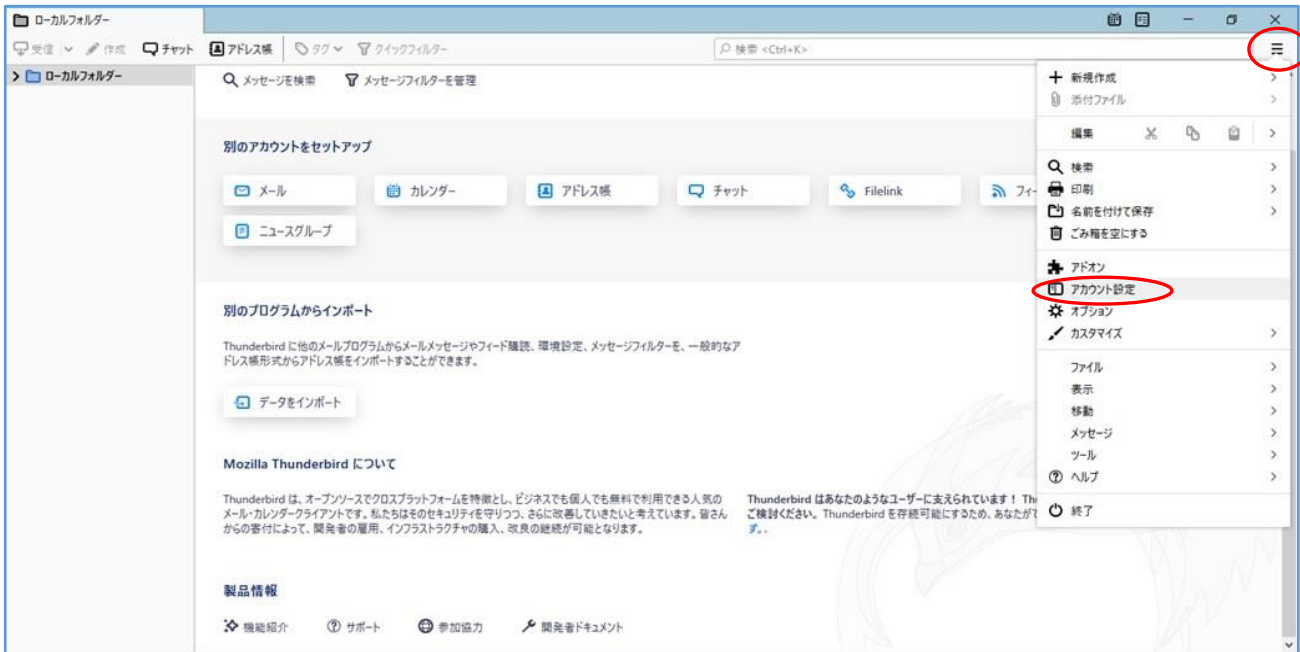 ローカルフォルダー
受信 作成 チャット アドレス帳 タグ クイックフィルター 検索 <Ctrl+K>
ローカルフォルダー
メッセージを検索 メッセージフィルターを管理
別のアカウントをセットアップ
メール カレンダー アドレス帳 チャット Filelink フィー
ニュースグループ
別のプログラムからインポート
Thunderbird に他のメールプログラムからメールメッセージやフィード購読、環境設定、メッセージフィルターを、一般的なア
ドレス帳形式からアドレス帳をインポートすることができます。
データをインポート
Mozilla Thunderbird について
Thunderbird は、オープンソースでクロスプラットフォームを特徴とし、ビジネスでも個人でも無料で利用できる人気の
メール・カレンダークライアントです。私たちはそのセキュリティを守りつつ、さらに改善していきたいと考えています。皆さん
からの寄付によって、開発者の雇用、インフラストラクチャの購入、改良の継続が可能となります。
Thunderbird はあなたのようなユーザーに支えられています！ Th
ご検討ください。Thunderbird を存続可能にするため、あなたがて
す。.
製品情報
機能紹介 サポート 参加協力 開発者ドキュメント
新規作成
添付ファイル
編集
検索
印刷
名前を付けて保存
ごみ箱を空にする
アドオン
アカウント設定
オプション
カスタマイズ
ファイル
表示
移動
メッセージ
ツール
ヘルプ
終了